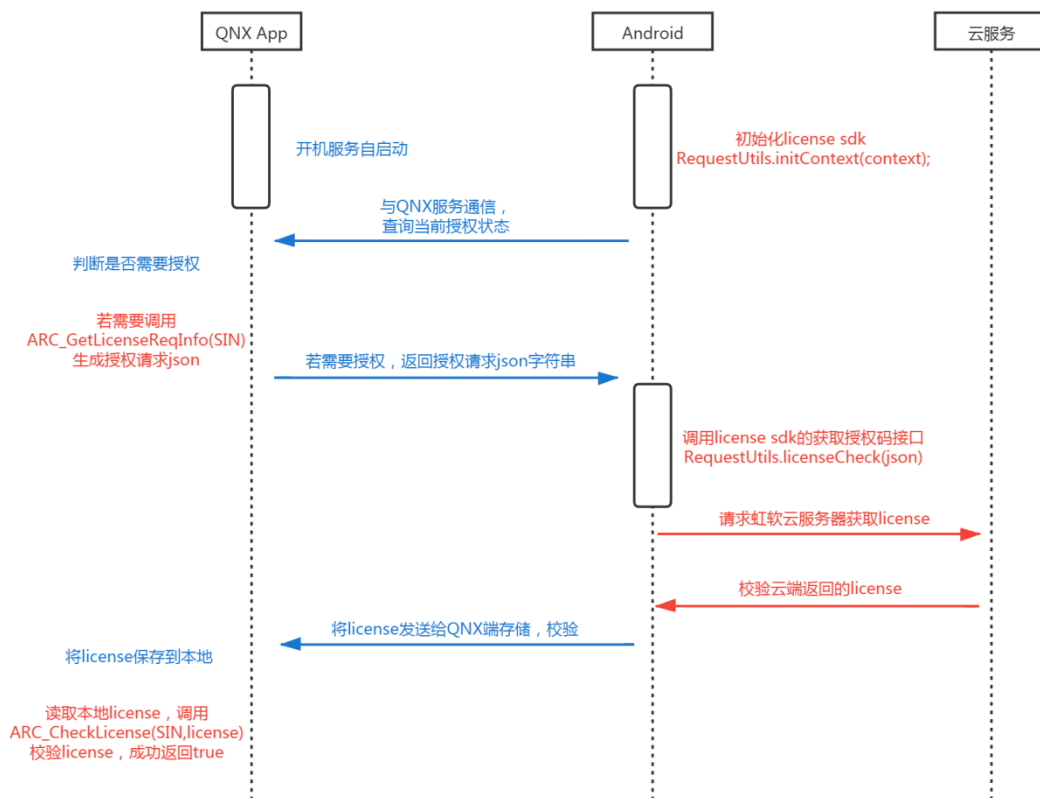 QNX App
Android
云服务
开机服务自启动
初始化license sdk
RequestUtils.initContext(context);
与QNX服务通信，
查询当前授权状态
判断是否需要授权
若需要调用
ARC_GetLicenseReqInfo(SIN)
生成授权请求json
若需要授权，返回授权请求json字符串
调用license sdk的获取授权码接口
RequestUtils.licenseCheck(json)
请求虹软云服务器获取license
校验云端返回的license
将license发送给QNX端存储，校验
将license保存到本地
读取本地license，调用
ARC_CheckLicense(SIN,license)
校验license，成功返回true